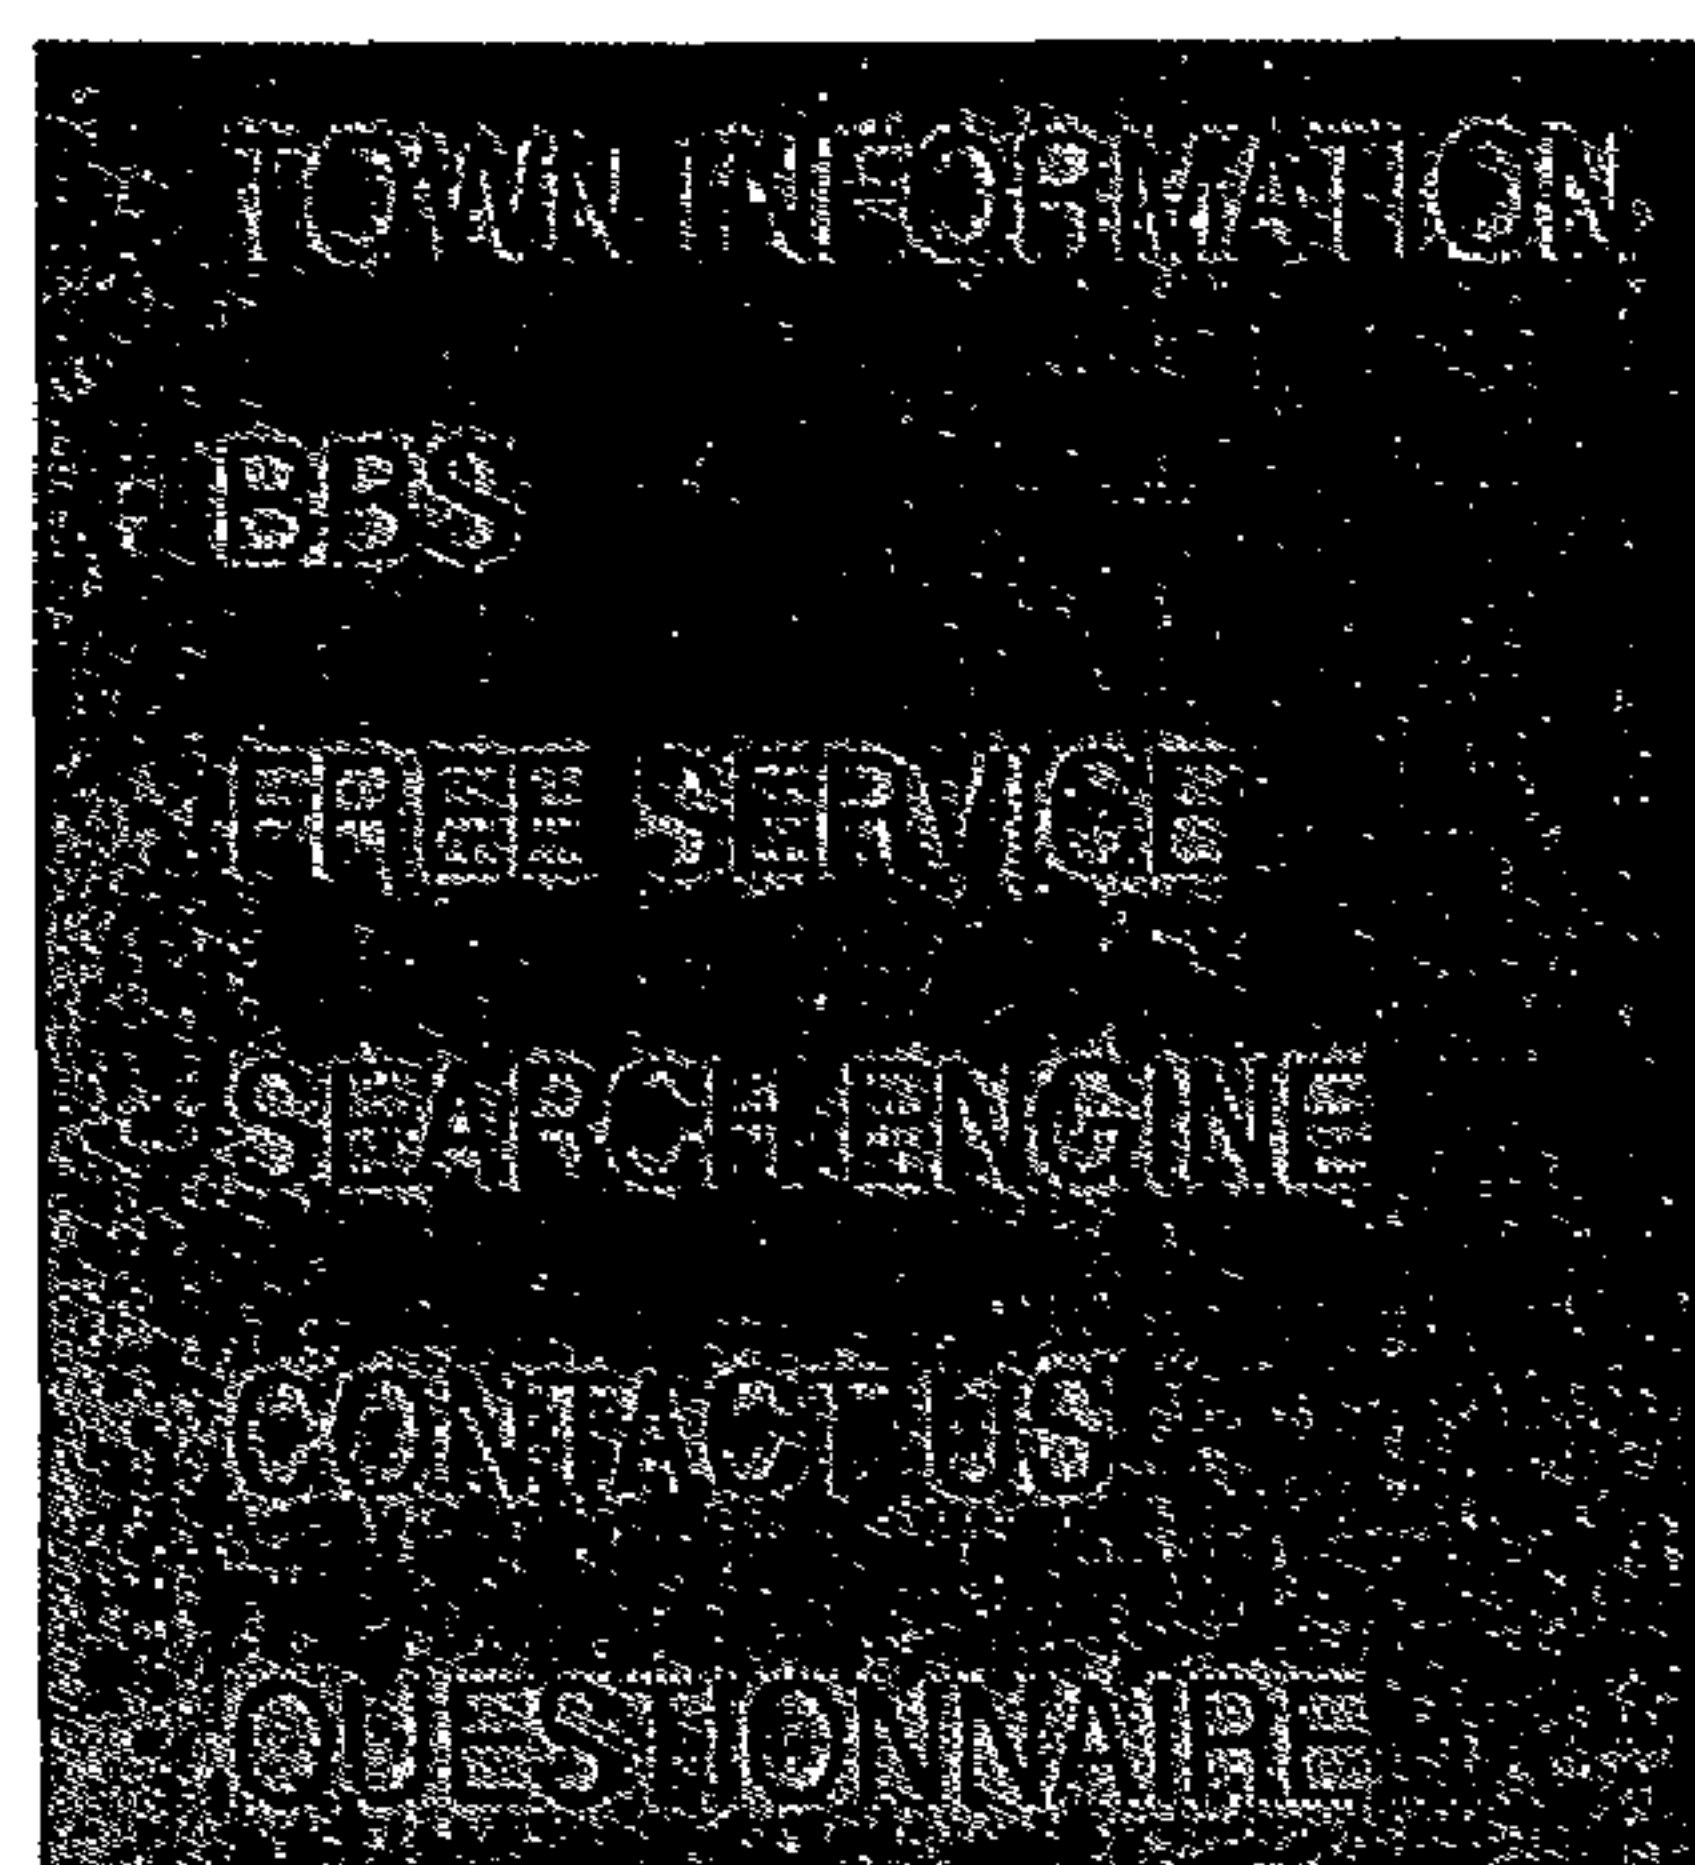 TOWN INFORMATION
BBS
FREE SERVICE
SEARCH ENGINE
CONTACT US
QUESTIONNAIRE